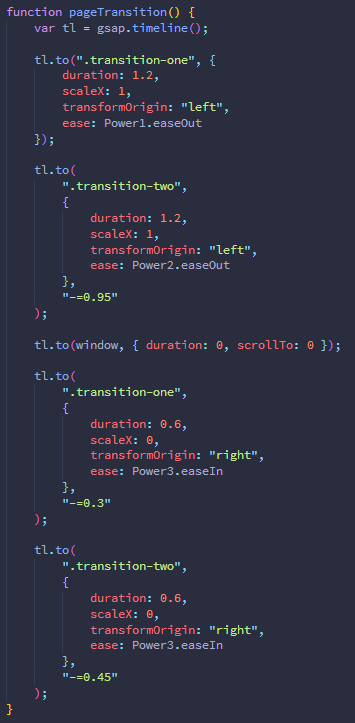 function pageTransition() {
    var tl = gsap.timeline();

    tl.to(".transition-one", {
        duration: 1.2,
        scaleX: 1,
        transformOrigin: "left",
        ease: Power1.easeOut
    });

    tl.to(
        ".transition-two",
        {
            duration: 1.2,
            scaleX: 1,
            transformOrigin: "left",
            ease: Power2.easeOut
        },
        "-=0.95"
    );

    tl.to(window, { duration: 0, scrollTo: 0 });

    tl.to(
        ".transition-one",
        {
            duration: 0.6,
            scaleX: 0,
            transformOrigin: "right",
            ease: Power3.easeIn
        },
        "-=0.3"
    );

    tl.to(
        ".transition-two",
        {
            duration: 0.6,
            scaleX: 0,
            transformOrigin: "right",
            ease: Power3.easeIn
        },
        "-=0.45"
    );
}